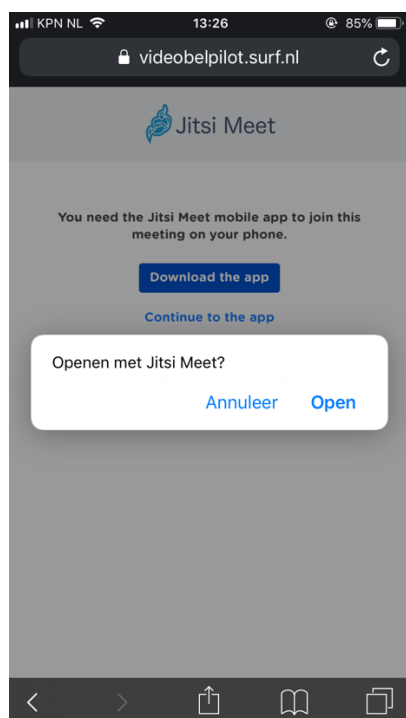 KPN NL 13:26 85%
videobelpilot.surf.nl
Jitsi Meet
You need the Jitsi Meet mobile app to join this
meeting on your phone.
Download the app
Continue to the app
Openen met Jitsi Meet?
Annuleer Open